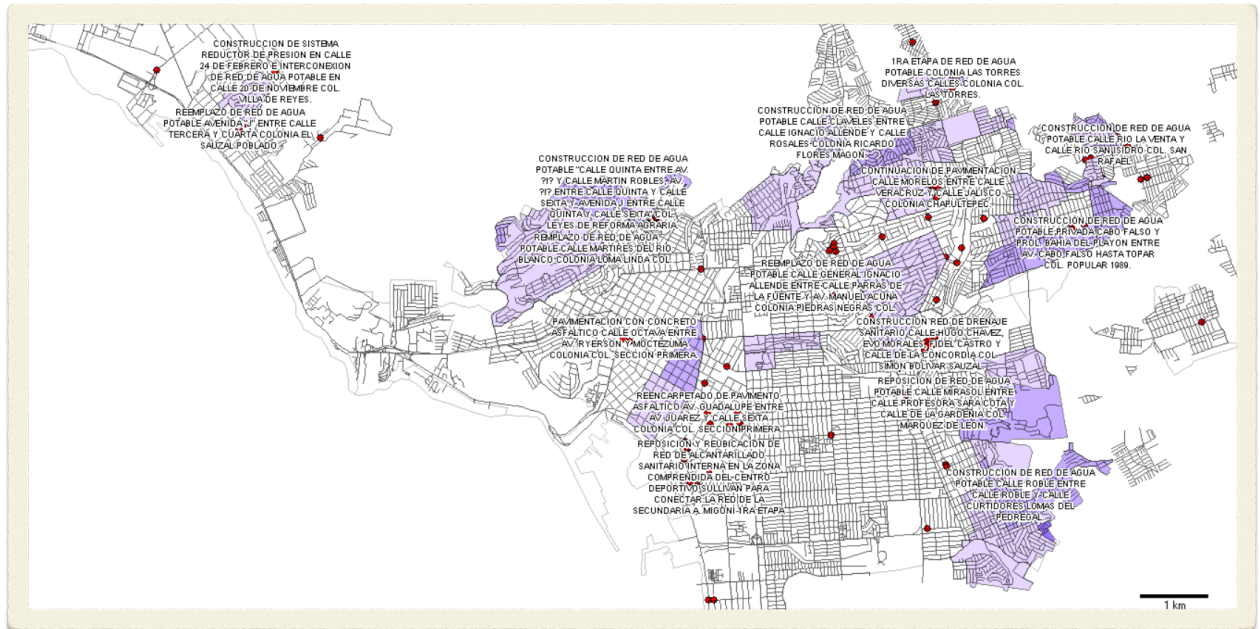 CONSTRUCCION DE SISTEMA
REDUCTOR DE PRESION EN CALLE
24 DE FEBRERO E INTERCONEXION
DE RED DE AGUA POTABLE EN
CALLE 20 DE NOVIEMBRE COL.
VILLA DE REYES.
REEMPLAZO DE RED DE AGUA
POTABLE AVENIDA "J" ENTRE CALLE
TERCERA Y CUARTA COLONIA EL
SAUZAL POBLADO
1RA ETAPA DE RED DE AGUA
POTABLE COLONIA LAS TORRES
DIVERSAS CALLES COLONIA COL.
LAS TORRES.
CONSTRUCCION DE RED DE AGUA
POTABLE CALLE CLAVELES ENTRE
CALLE IGNACIO ALLENDE Y CALLE
ROSALES COLONIA RICARDO
FLORES MAGON
CONSTRUCCION DE RED DE AGUA
POTABLE CALLE RIO LA VENTA Y
CALLE RIO SAN ISIDRO COL. SAN
RAFAEL
CONSTRUCCION DE RED DE AGUA
POTABLE "CALLE QUINTA ENTRE AV.
?I? Y CALLE MARTIN ROBLES, AV.
?I? ENTRE CALLE QUINTA Y CALLE
SEXTA Y AVENIDA J ENTRE CALLE
QUINTA Y CALLE SEXTA COL.
LEYES DE REFORMA AGRARIA
REMPLAZO DE RED DE AGUA
POTABLE CALLE MARTIRES DEL RIO
BLANCO COLONIA LOMA LINDA COL
CONTINUACION DE PAVIMENTACION
CALLE MORELOS ENTRE CALLE
VERACRUZ Y CALLE JALISCO
COLONIA CHAPULTEPEC
CONSTRUCCION DE RED DE AGUA
POTABLE PRIVADA CABO FALSO Y
PROL. BAHIA DEL PLAYON ENTRE
AV. CABO FALSO HASTA TOPAR
COL. POPULAR 1989.
REEMPLAZO DE RED DE AGUA
POTABLE CALLE GENERAL IGNACIO
ALLENDE ENTRE CALLE PARRAS DE
LA FUENTE Y AV. MANUEL ACUNA
COLONIA PIEDRAS NEGRAS COL
PAVIMENTACION CON CONCRETO
ASFALTICO CALLE OCTAVA ENTRE
AV. RYERSON Y MOCTEZUMA
COLONIA COL. SECCION PRIMERA
CONSTRUCCION RED DE DRENAJE
SANITARIO CALLE HUGO CHAVEZ,
EVO MORALES, FIDEL CASTRO Y
CALLE DE LA CONCORDIA COL.
SIMON BOLIVAR SAUZAL
REPOSICION DE RED DE AGUA
POTABLE CALLE MIRASOL ENTRE
CALLE PROFESORA SARA COTA Y
CALLE DE LA GARDENIA COL
MARQUEZ DE LEON
REENCARPETADO DE PAVIMENTO
ASFALTICO AV. GUADALUPE ENTRE
AV. JUAREZ Y CALLE SEXTA
COLONIA COL. SECCION PRIMERA
REPOSICION Y REUBICACION DE
RED DE ALCANTARILLADO
SANITARIO INTERNA EN LA ZONA
COMPRENDIDA DEL CENTRO
DEPORTIVO SULLIVAN PARA
CONECTAR LA RED DE LA
SECUNDARIA A. MIGONI 1RA ETAPA
CONSTRUCCION DE RED DE AGUA
POTABLE CALLE ROBLE ENTRE
CALLE ROBLE Y CALLE
CURTIDORES LOMAS DEL
PEDREGAL
1 km